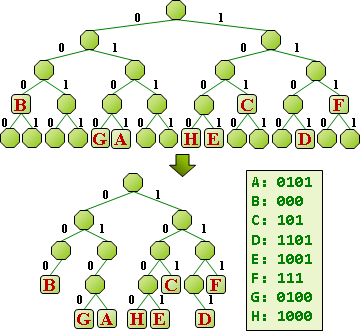 0 1
0 1 0 1
0 1 0 1 0 1 0 1
B C F
0 1 0 1 0 1 0 1 0 1 0 1 0 1 0 1
G A H E D
0 1
0 1 0 1
0 0 0 1 0 1
B C F
0 1 0 1 1
G A H E D
A: 0101
B: 000
C: 101
D: 1101
E: 1001
F: 111
G: 0100
H: 1000